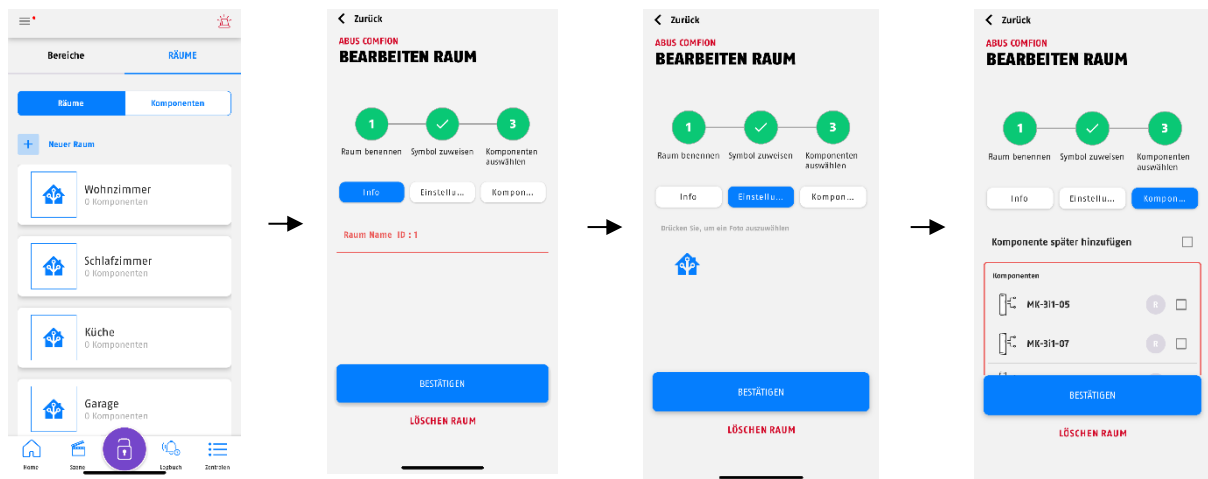 Bereiche
RÄUME
Räume
Komponenten
+ Neuer Raum
Wohnzimmer
0 Komponenten
Schlafzimmer
0 Komponenten
Küche
0 Komponenten
Garage
0 Komponenten
Home
Szene
Logbuch
Zentralen
Zurück
ABUS COMFION
BEARBEITEN RAUM
1
3
Raum benennen
Symbol zuweisen
Komponenten
auswählen
Info
Einstellu...
Kompon...
Raum Name ID : 1
BESTÄTIGEN
LÖSCHEN RAUM
Zurück
ABUS COMFION
BEARBEITEN RAUM
1
3
Raum benennen
Symbol zuweisen
Komponenten
auswählen
Info
Einstellu...
Kompon...
Drücken Sie, um ein Foto auszuwählen
BESTÄTIGEN
LÖSCHEN RAUM
Zurück
ABUS COMFION
BEARBEITEN RAUM
1
3
Raum benennen
Symbol zuweisen
Komponenten
auswählen
Info
Einstellu...
Kompon...
Komponente später hinzufügen
Komponenten
MK-3i1-05
R
MK-3i1-07
R
BESTÄTIGEN
LÖSCHEN RAUM